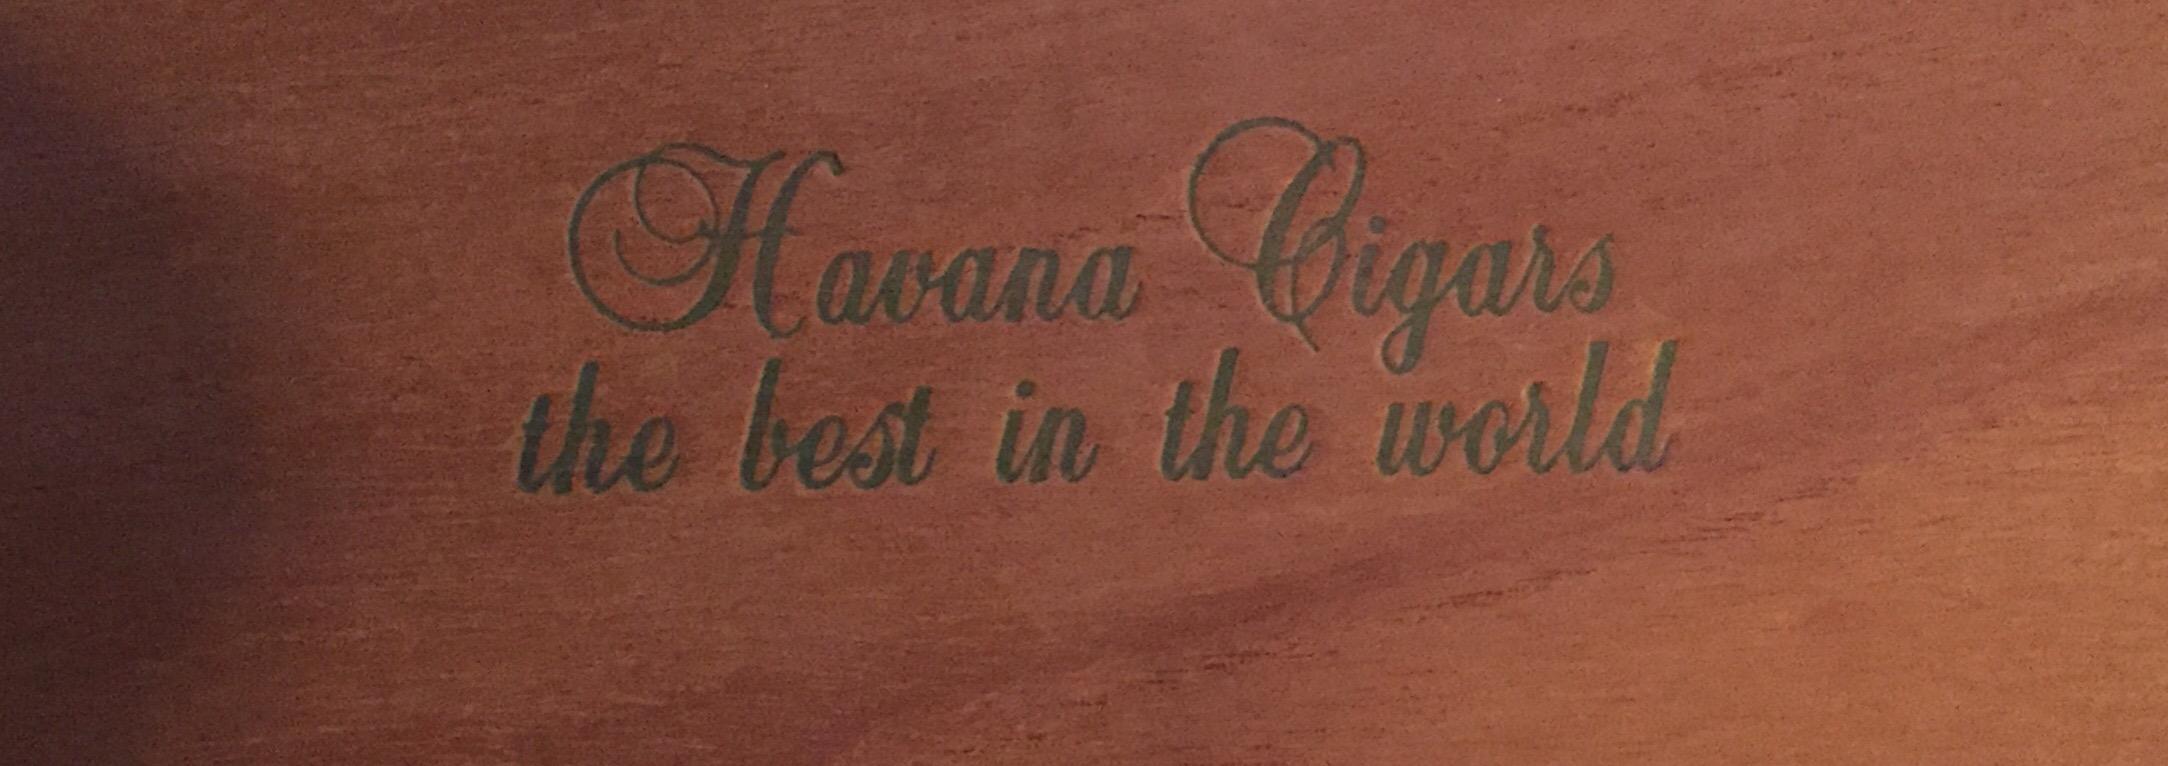 Havana Cigars
the best in the world